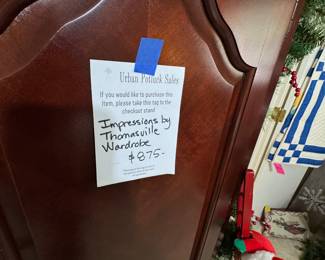 Urban Potluck Sales
If you would like to purchase this
item, please take this tag to the
checkout stand
Impressions by
Thomasville
Wardrobe
$875-